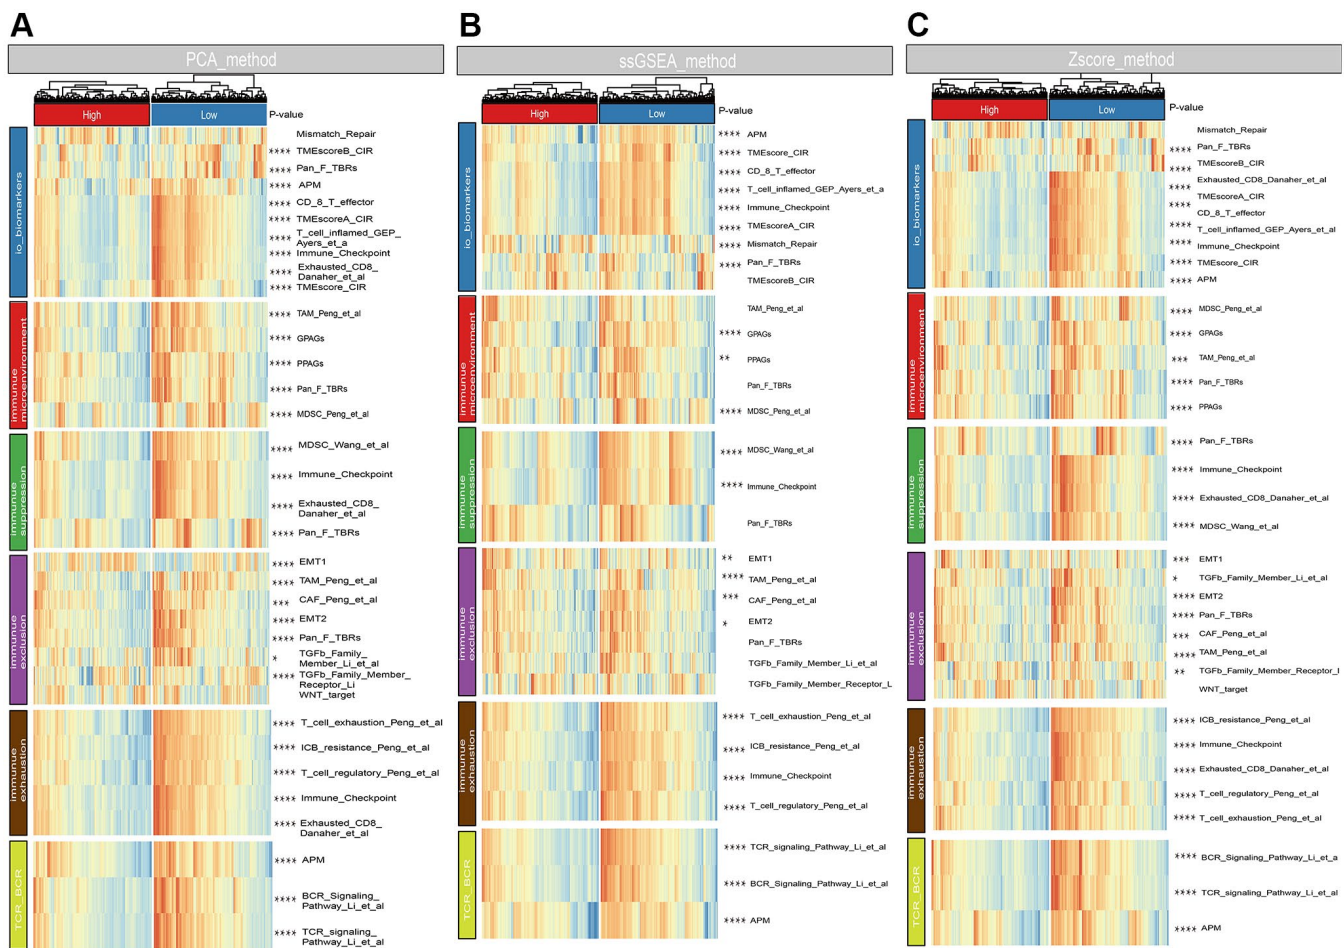 A
PCA_method
High
Low
P-value
io_biomarkers
Mismatch_Repair
**** TMEscoreB_CIR
**** Pan_F_TBRs
**** APM
**** CD_8_T_effector
**** TMEscoreA_CIR
**** T_cell_inflamed_GEP_
Ayers_et_a
**** Immune_Checkpoint
**** Exhausted_CD8_
Danaher_et_al
**** TMEscore_CIR
immunue
microenvironment
**** TAM_Peng_et_al
**** GPAGs
**** PPAGs
**** Pan_F_TBRs
**** MDSC_Peng_et_al
immunue
suppression
**** MDSC_Wang_et_al
**** Immune_Checkpoint
**** Exhausted_CD8_
Danaher_et_al
**** Pan_F_TBRs
immunue
exclusion
**** EMT1
**** TAM_Peng_et_al
*** CAF_Peng_et_al
**** EMT2
**** Pan_F_TBRs
* TGFb_Family_
Member_Li_et_al
**** TGFb_Family_Member_
Receptor_Li
WNT_target
immunue
exhaustion
**** T_cell_exhaustion_Peng_et_al
**** ICB_resistance_Peng_et_al
**** T_cell_regulatory_Peng_et_al
**** Immune_Checkpoint
**** Exhausted_CD8_
Danaher_et_al
TCR_BCR
**** APM
**** BCR_Signaling_
Pathway_Li_et_al
**** TCR_signaling_
Pathway_Li_et_al
B
ssGSEA_method
High
Low
P-value
io_biomarkers
**** APM
**** TMEscore_CIR
**** CD_8_T_effector
**** T_cell_inflamed_GEP_Ayers_et_a
**** Immune_Checkpoint
**** TMEscoreA_CIR
**** Mismatch_Repair
**** Pan_F_TBRs
TMEscoreB_CIR
immunue
microenvironment
TAM_Peng_et_al
**** GPAGs
** PPAGs
Pan_F_TBRs
**** MDSC_Peng_et_al
immunue
suppression
**** MDSC_Wang_et_al
**** Immune_Checkpoint
Pan_F_TBRs
immunue
exclusion
** EMT1
**** TAM_Peng_et_al
*** CAF_Peng_et_al
* EMT2
Pan_F_TBRs
TGFb_Family_Member_Li_et_al
TGFb_Family_Member_Receptor_L
immunue
exhaustion
**** T_cell_exhaustion_Peng_et_al
**** ICB_resistance_Peng_et_al
**** Immune_Checkpoint
**** T_cell_regulatory_Peng_et_al
TCR_BCR
**** TCR_signaling_Pathway_Li_et_al
**** BCR_Signaling_Pathway_Li_et_al
**** APM
C
Zscore_method
High
Low
P-value
io_biomarkers
Mismatch_Repair
**** Pan_F_TBRs
**** TMEscoreB_CIR
**** Exhausted_CD8_Danaher_et_al
**** TMEscoreA_CIR
CD_8_T_effector
**** T_cell_inflamed_GEP_Ayers_et_al
**** Immune_Checkpoint
**** TMEscore_CIR
**** APM
immunue
microenvironment
**** MDSC_Peng_et_al
**** GPAGs
*** TAM_Peng_et_al
**** Pan_F_TBRs
**** PPAGs
immunue
suppression
**** Pan_F_TBRs
**** Immune_Checkpoint
**** Exhausted_CD8_Danaher_et_al
**** MDSC_Wang_et_al
immunue
exclusion
*** EMT1
* TGFb_Family_Member_Li_et_al
**** EMT2
**** Pan_F_TBRs
*** CAF_Peng_et_al
**** TAM_Peng_et_al
** TGFb_Family_Member_Receptor_l
WNT_target
immunue
exhaustion
**** ICB_resistance_Peng_et_al
**** Immune_Checkpoint
**** Exhausted_CD8_Danaher_et_al
**** T_cell_regulatory_Peng_et_al
**** T_cell_exhaustion_Peng_et_al
TCR_BCR
**** BCR_Signaling_Pathway_Li_et_a
**** TCR_signaling_Pathway_Li_et_al
**** APM